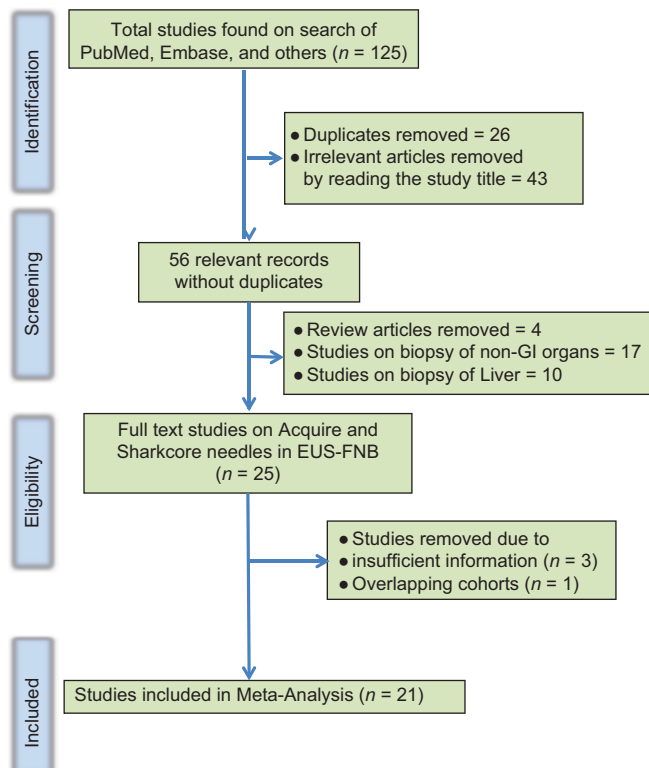 Identification
Total studies found on search of
PubMed, Embase, and others (n = 125)
● Duplicates removed = 26
● Irrelevant articles removed
by reading the study title = 43
Screening
56 relevant records
without duplicates
● Review articles removed = 4
● Studies on biopsy of non-GI organs = 17
● Studies on biopsy of Liver = 10
Eligibility
Full text studies on Acquire and
Sharkcore needles in EUS-FNB
(n = 25)
● Studies removed due to
● insufficient information (n = 3)
● Overlapping cohorts (n = 1)
Included
Studies included in Meta-Analysis (n = 21)